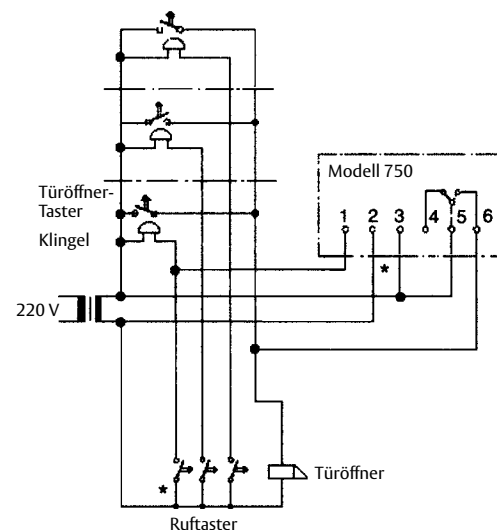 Modell 750
1 2 3 4 5 6
*
Türöffner-
Taster
Klingel
220 V
*
Türöffner
Ruftaster